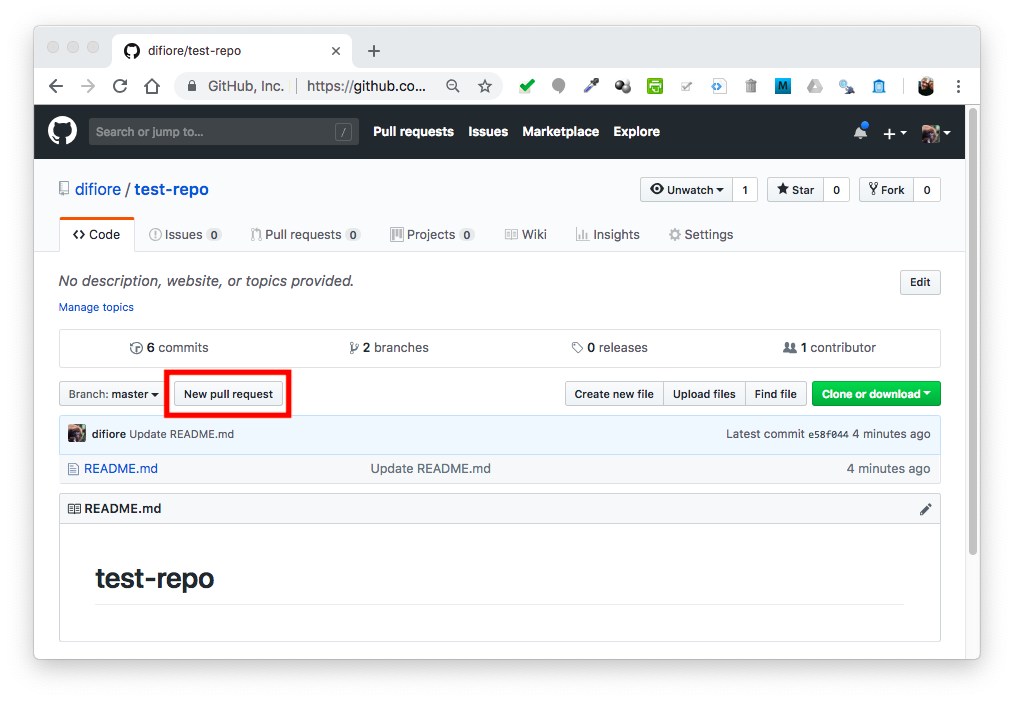 difiore/test-repo
GitHub, Inc. https://github.co...
M
Search or jump to... / Pull requests Issues Marketplace Explore
difiore / test-repo Unwatch 1 Star 0 Fork 0
Code Issues 0 Pull requests 0 Projects 0 Wiki Insights Settings
No description, website, or topics provided. Edit
Manage topics
6 commits 2 branches 0 releases 1 contributor
Branch: master New pull request Create new file Upload files Find file Clone or download
difiore Update README.md Latest commit e58f044 4 minutes ago
README.md Update README.md 4 minutes ago
README.md
test-repo